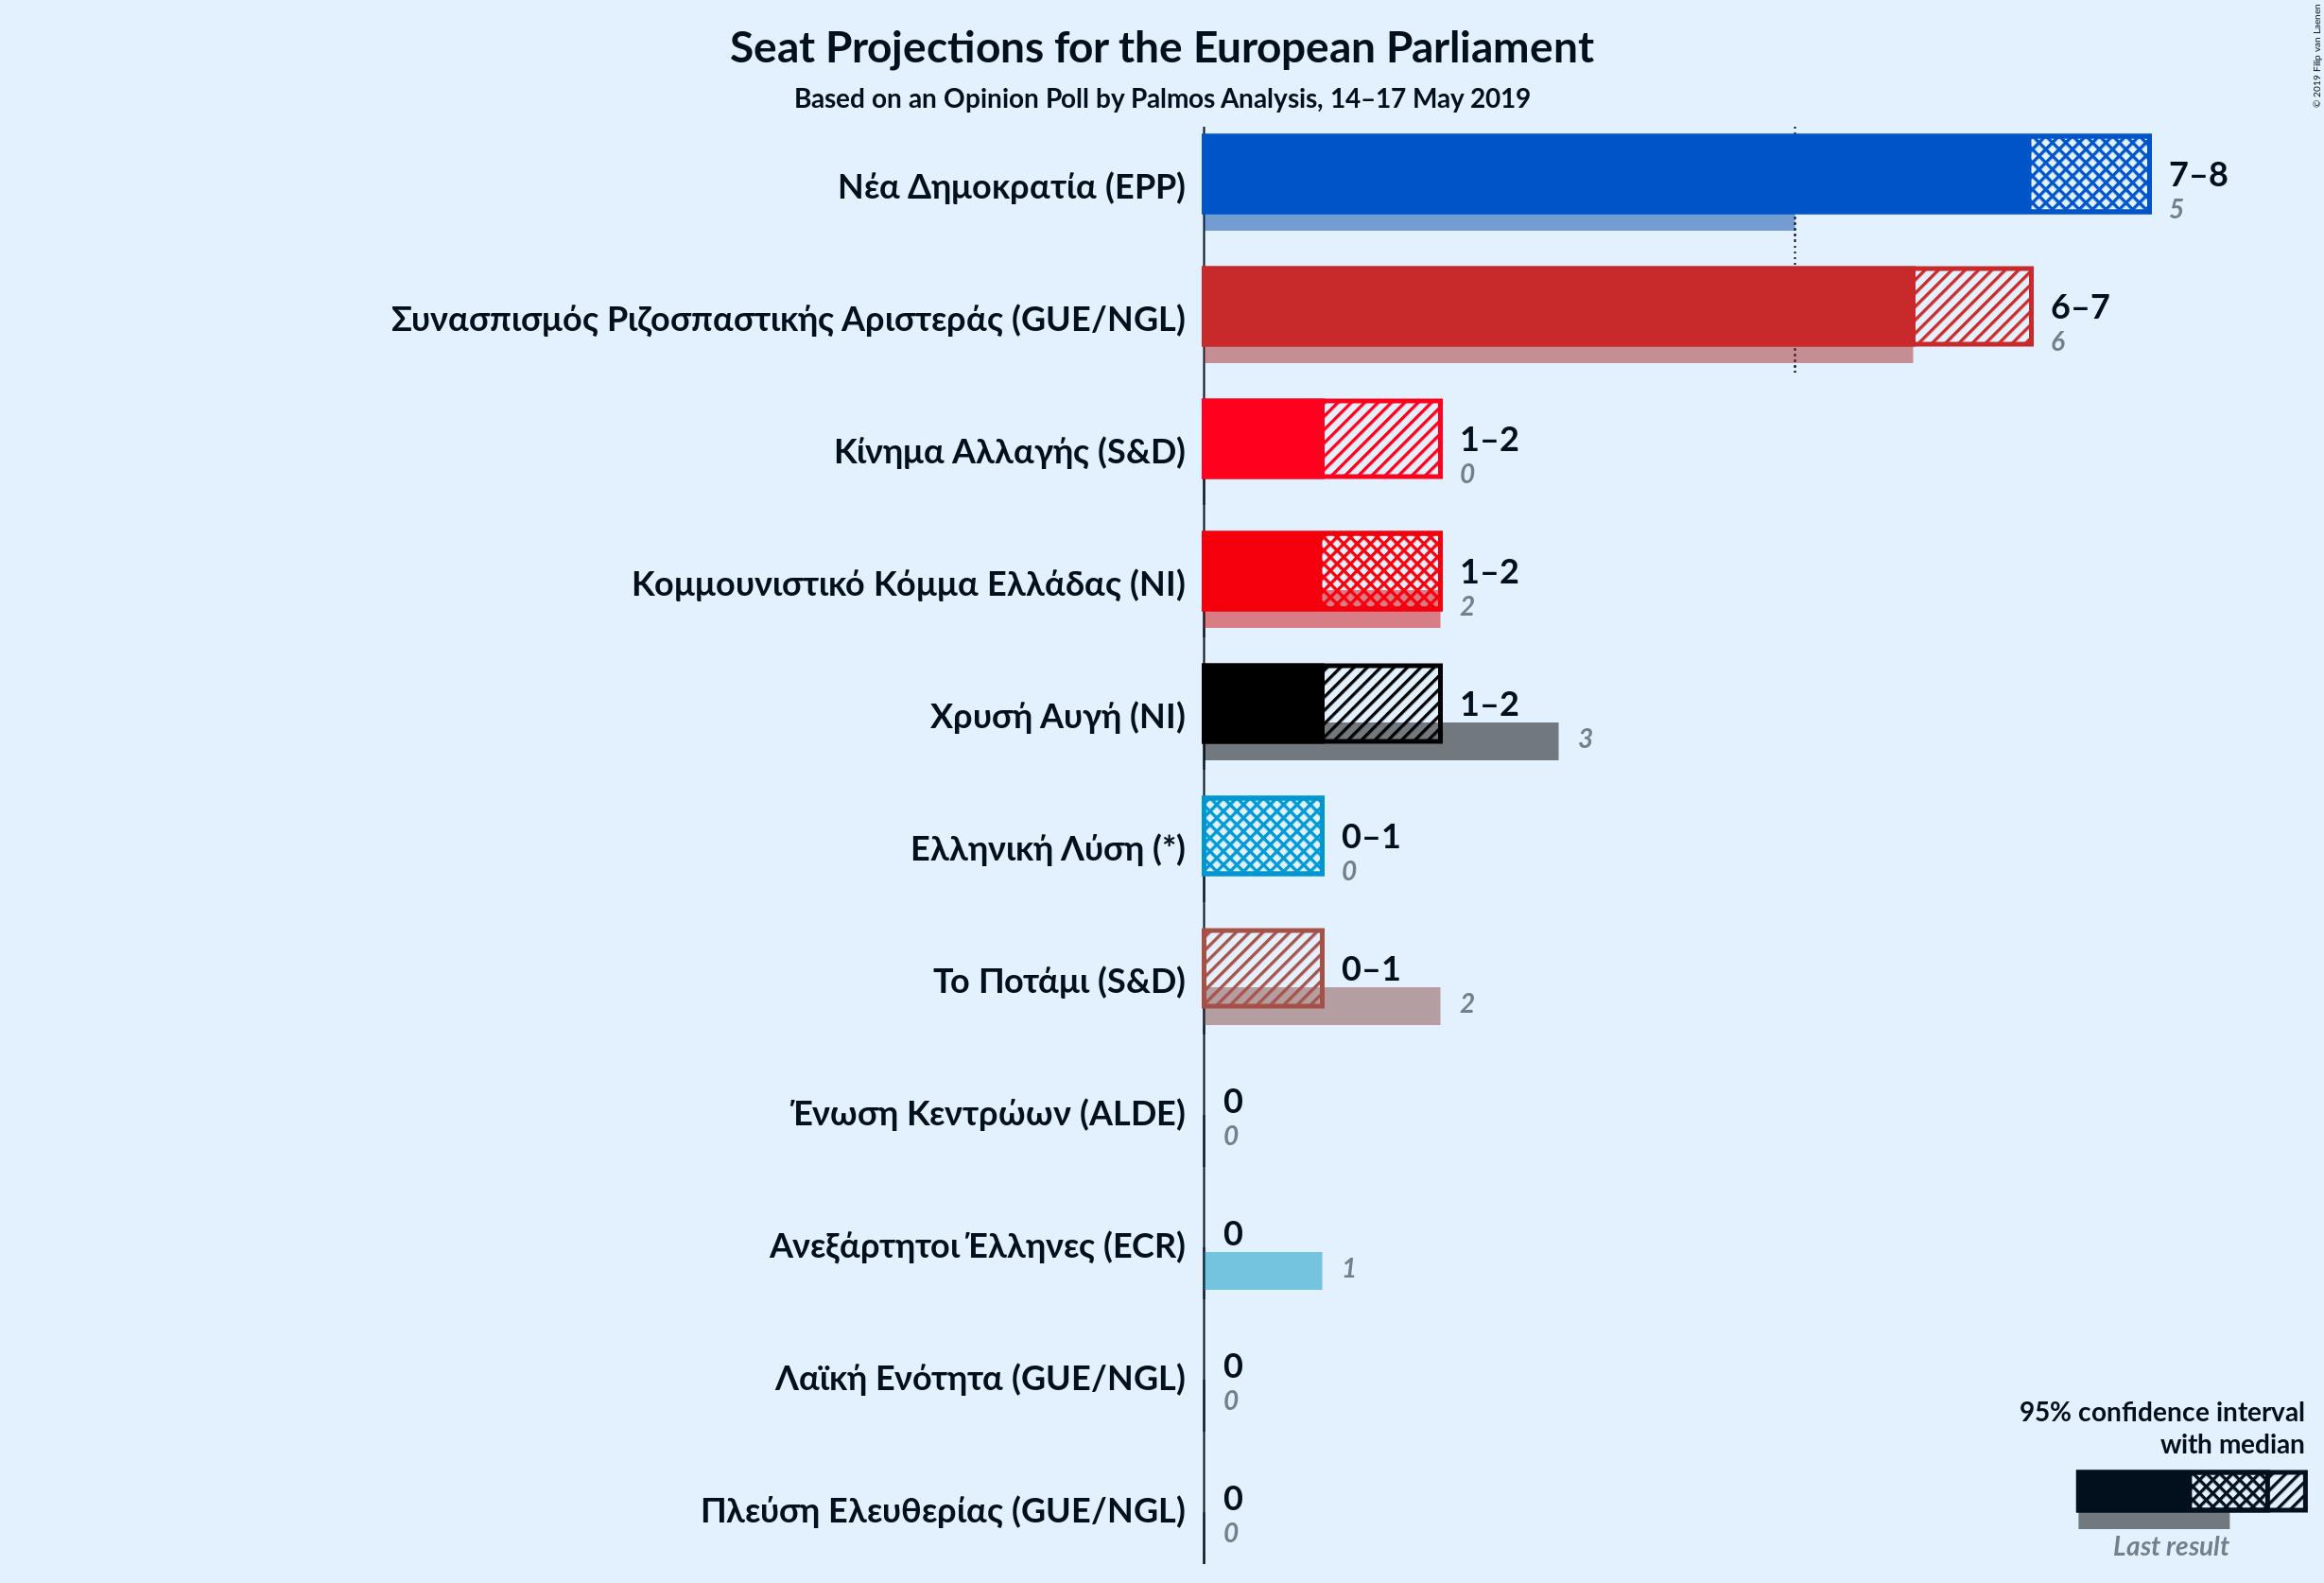 Seat Projections for the European Parliament
Based on an Opinion Poll by Palmos Analysis, 14–17 May 2019
© 2019 Filip van Laenen
Νέα Δημοκρατία (EPP)
7–8
5
Συνασπισμός Ριζοσπαστικής Αριστεράς (GUE/NGL)
6–7
6
Κίνημα Αλλαγής (S&D)
1–2
0
Κομμουνιστικό Κόμμα Ελλάδας (NI)
1–2
2
Χρυσή Αυγή (NI)
1–2
3
Ελληνική Λύση (*)
0–1
0
Το Ποτάμι (S&D)
0–1
2
Ένωση Κεντρώων (ALDE)
0
0
Ανεξάρτητοι Έλληνες (ECR)
0
1
Λαϊκή Ενότητα (GUE/NGL)
0
0
Πλεύση Ελευθερίας (GUE/NGL)
0
0
95% confidence interval
with median
Last result